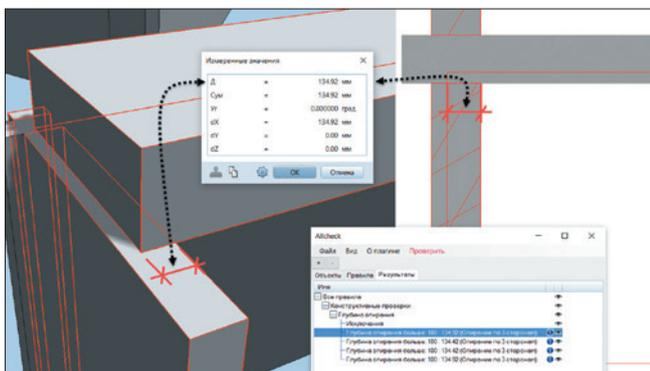 Измеренные значения
Д = 134.92 мм
Сум = 134.92 мм
Уг = 0.000000 град
dX = 134.92 мм
dY = 0.00 мм
dZ = 0.00 мм
ОК Отмена
Allcheck
Файл Вид О плагине Проверить
+ -
Объекты Правила Результаты
Имя
Все правила
Конструктивные проверки
Глубина опирания
Исключения
Глубина опирания больше: 180 : 134.92 (Опирание по 3 сторонам)
Глубина опирания больше: 180 : 134.42 (Опирание по 3 сторонам)
Глубина опирания больше: 180 : 134.42 (Опирание по 3 сторонам)
Глубина опирания больше: 180 : 134.92 (Опирание по 3 сторонам)